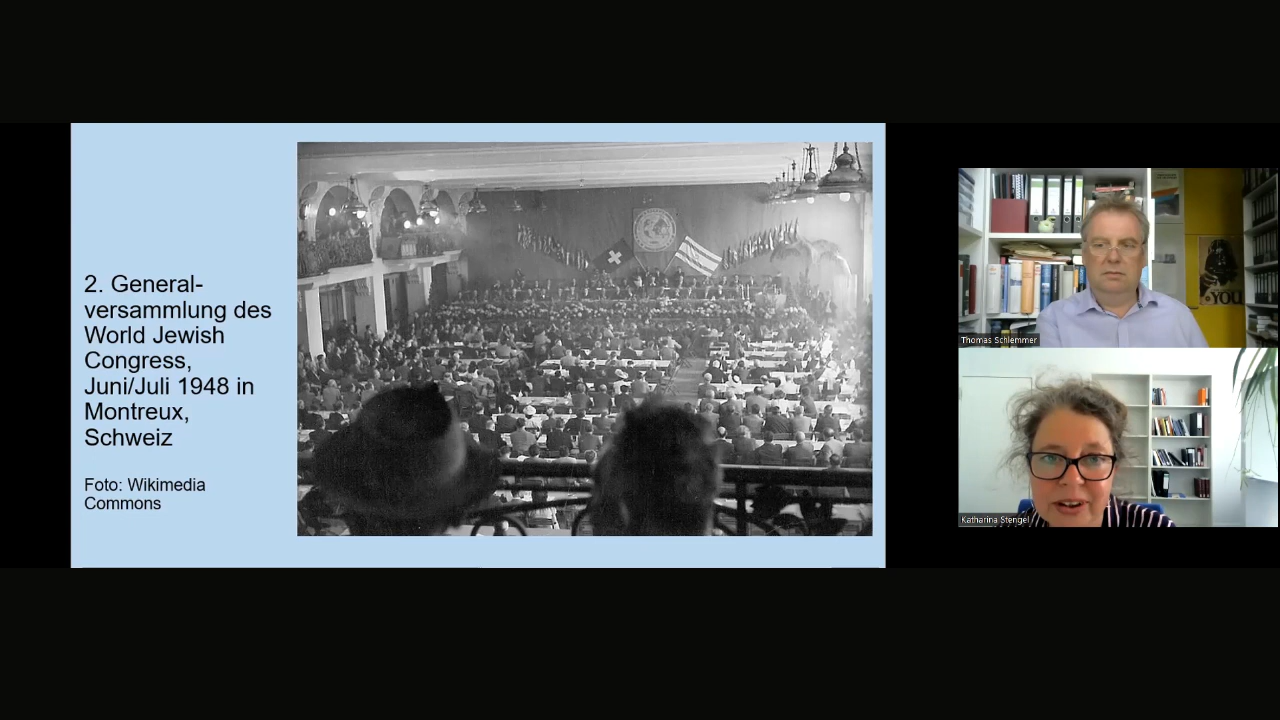 2. General-
versammlung des
World Jewish
Congress,
Juni/Juli 1948 in
Montreux,
Schweiz
Foto: Wikimedia
Commons
YOU
Thomas Schlemmer
Katharina Stengel